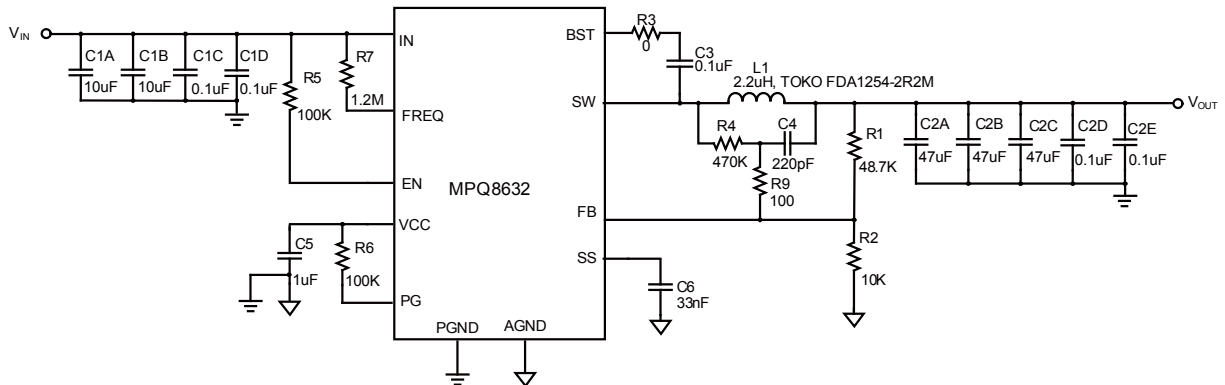 VIN
C1A
10uF
C1B
10uF
C1C
0.1uF
C1D
0.1uF
R5
100K
R7
1.2M
IN
FREQ
EN
VCC
PG
PGND
AGND
MPQ8632
BST
SW
FB
SS
C5
1uF
R6
100K
R3
0
C3
0.1uF
L1
2.2uH, TOKO FDA1254-2R2M
R4
470K
C4
220pF
R9
100
R1
48.7K
R2
10K
C6
33nF
C2A
47uF
C2B
47uF
C2C
47uF
C2D
0.1uF
C2E
0.1uF
VOUT